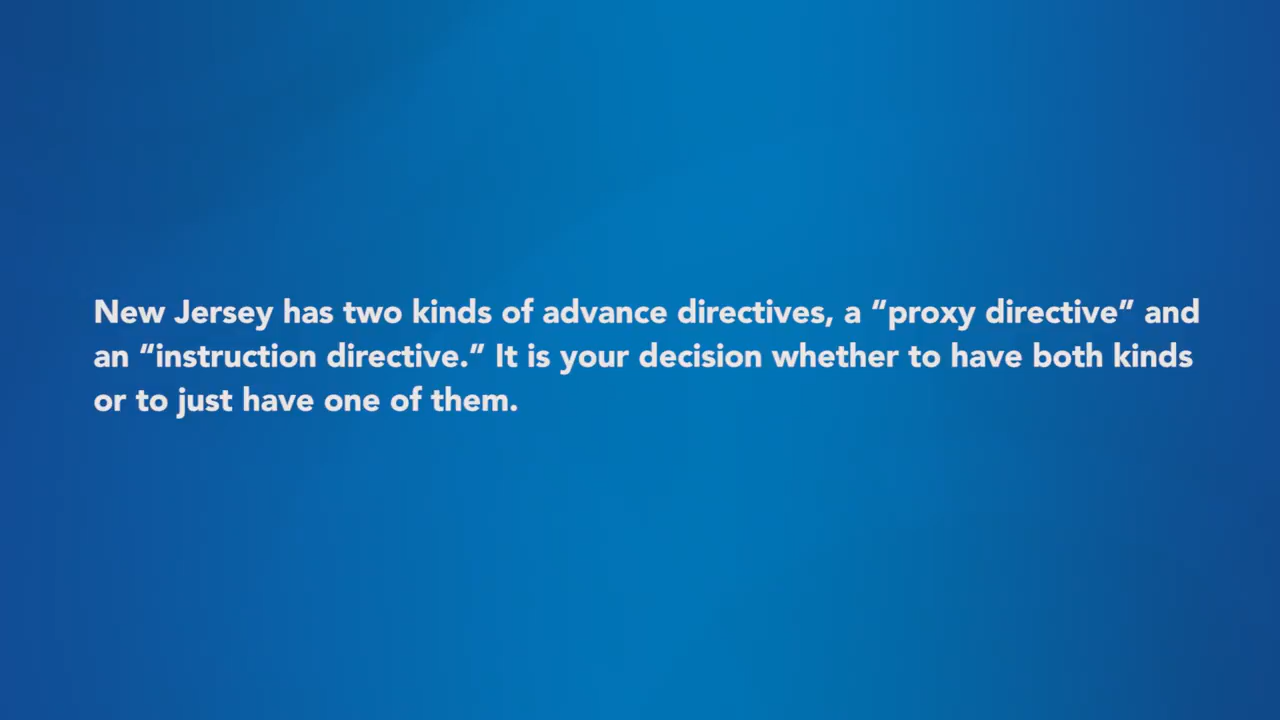 New Jersey has two kinds of advance directives, a “proxy directive” and
an “instruction directive.” It is your decision whether to have both kinds
or to just have one of them.